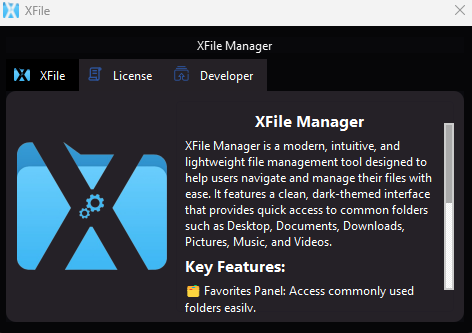 XFile
XFile Manager
XFile
License
Developer
XFile Manager
XFile Manager is a modern, intuitive, and
lightweight file management tool designed to
help users navigate and manage their files with
ease. It features a clean, dark-themed interface
that provides quick access to common folders
such as Desktop, Documents, Downloads,
Pictures, Music, and Videos.
Key Features:
🗂️ Favorites Panel: Access commonly used
folders easily.